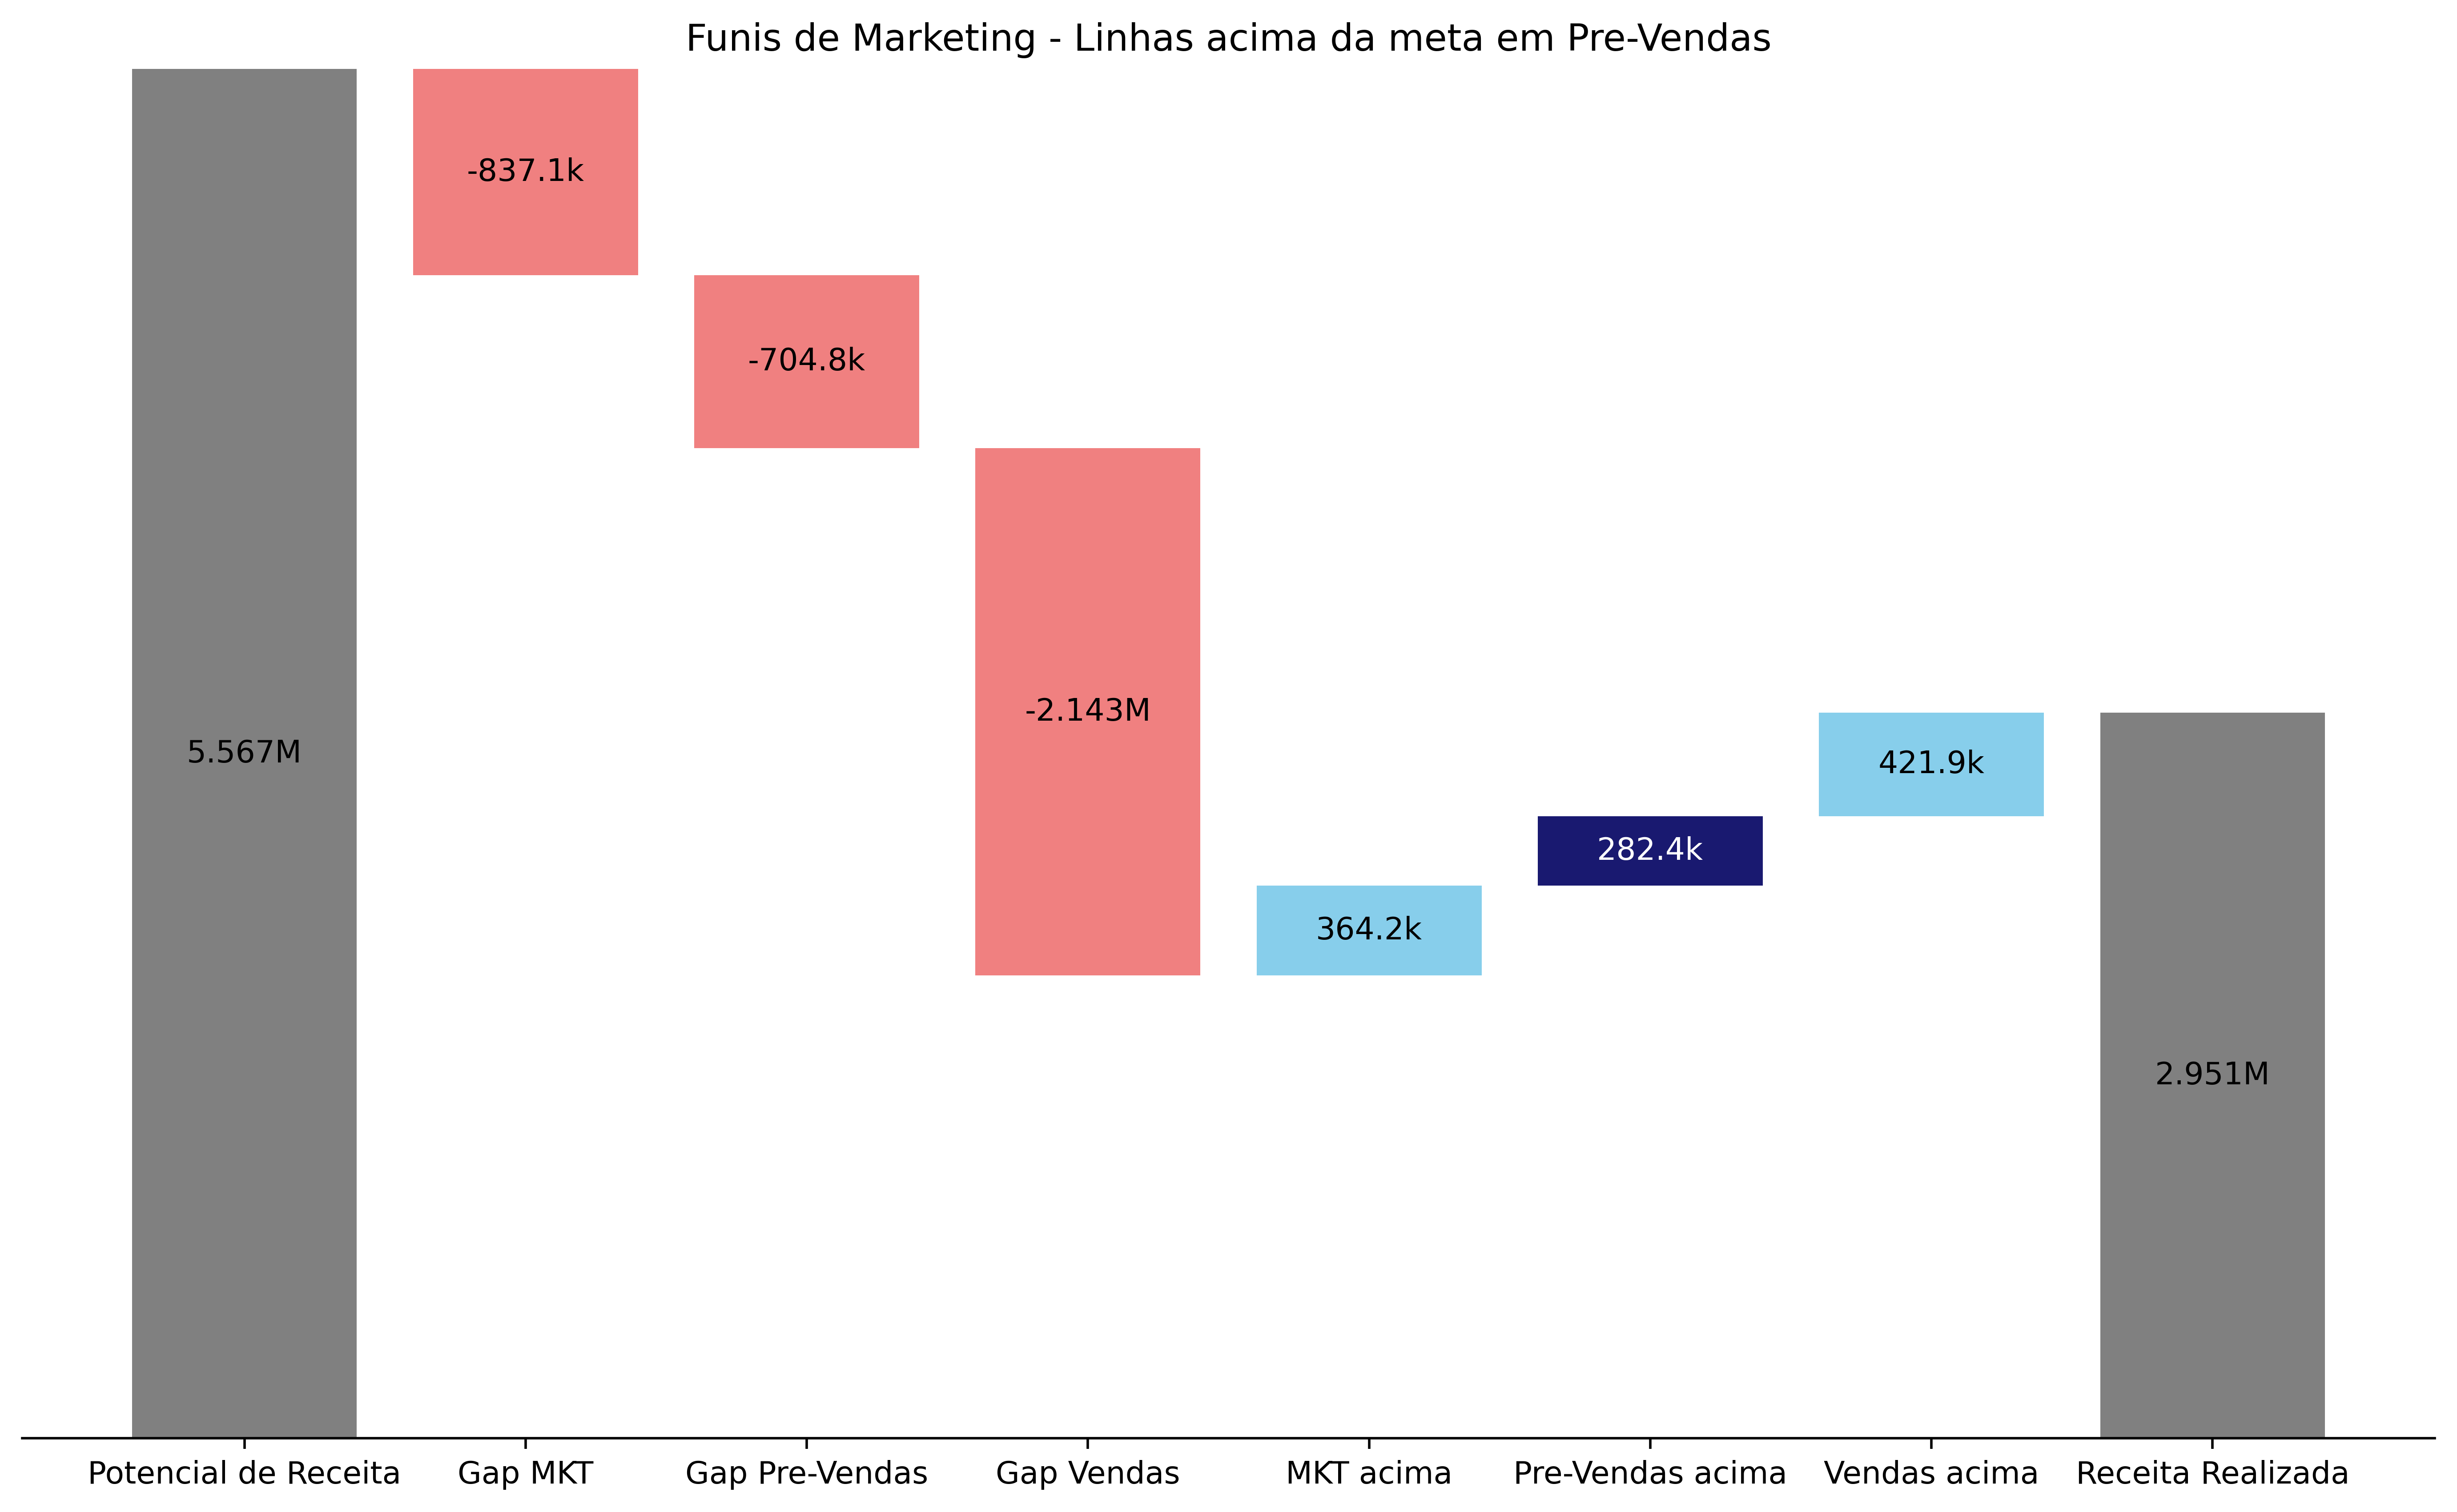 Funis de Marketing - Linhas acima da meta em Pre-Vendas
-837.1k
-704.8k
-2.143M
5.567M
421.9k
282.4k
364.2k
2.951M
Potencial de Receita
Gap MKT
Gap Pre-Vendas
Gap Vendas
MKT acima
Pre-Vendas acima
Vendas acima
Receita Realizada